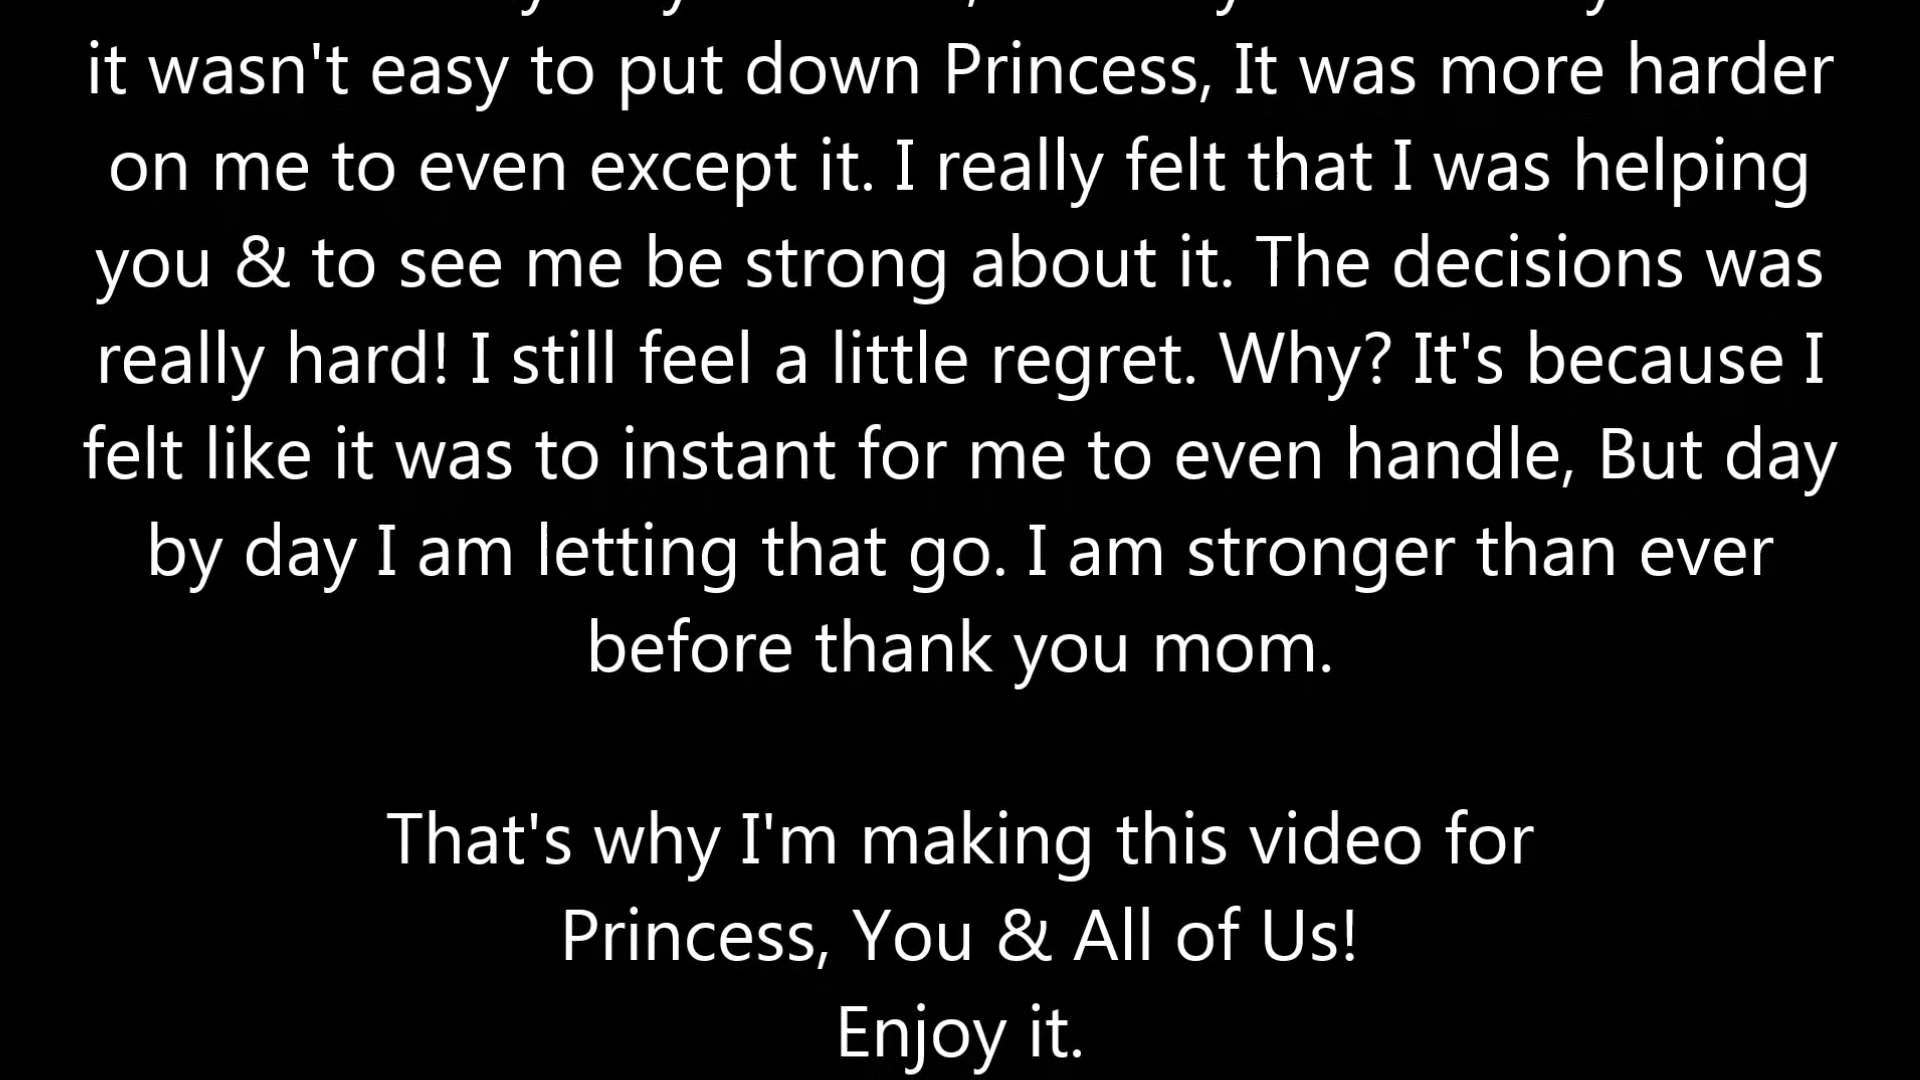 it wasn't easy to put down Princess, It was more harder
on me to even except it. I really felt that I was helping
you & to see me be strong about it. The decisions was
really hard! I still feel a little regret. Why? It's because I
felt like it was to instant for me to even handle, But day
by day I am letting that go. I am stronger than ever
before thank you mom.
That's why I'm making this video for
Princess, You & All of Us!
Enjoy it.